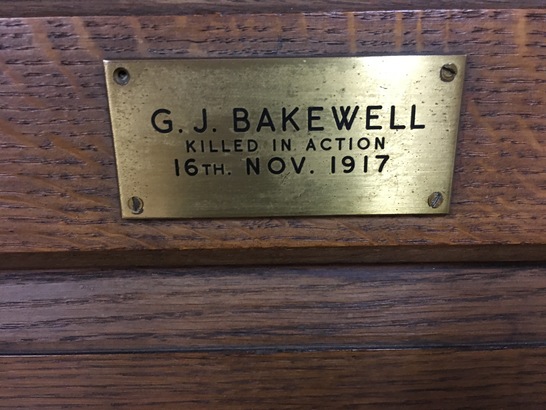 G. J. BAKEWELL
KILLED IN ACTION
16TH. NOV. 1917